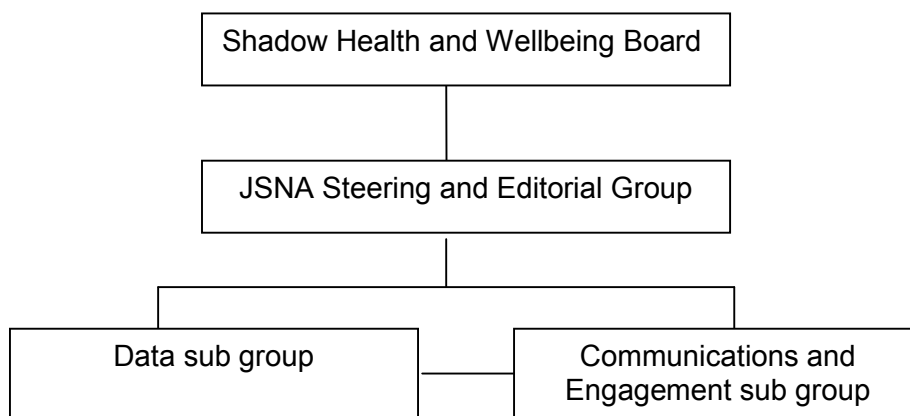 Shadow Health and Wellbeing Board
JSNA Steering and Editorial Group
Data sub group
Communications and
Engagement sub group